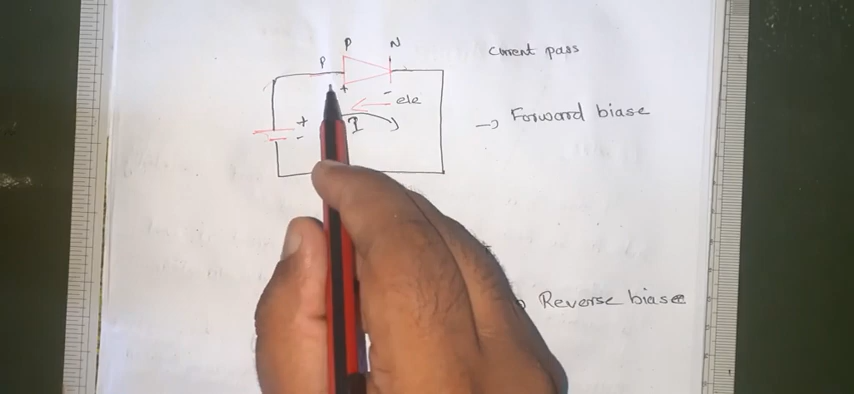 P N
P
current pass
+ -
ele
+
-
I
-> Forward biase
Reverse biase